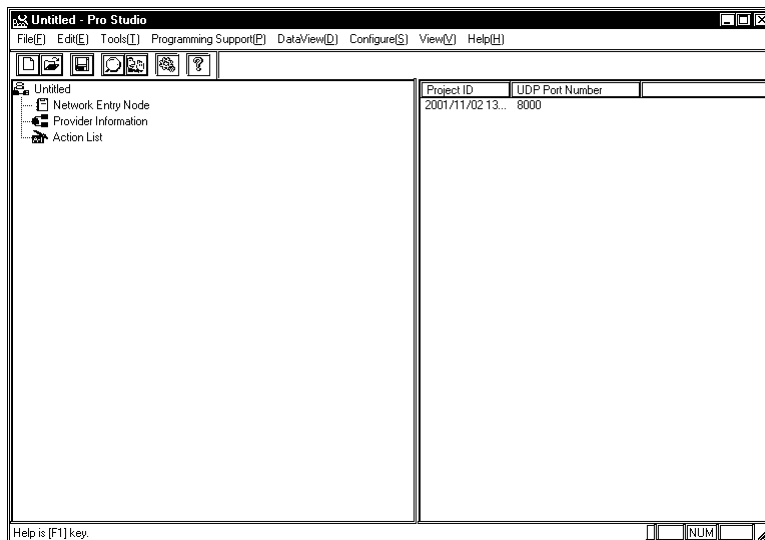 Untitled - Pro Studio
File(F) Edit(E) Tools(T) Programming Support(P) DataView(D) Configure(S) View(V) Help(H)
Untitled
Network Entry Node
Provider Information
Action List
Project ID UDP Port Number
2001/11/02 13... 8000
Help is [F1] key.
NUM